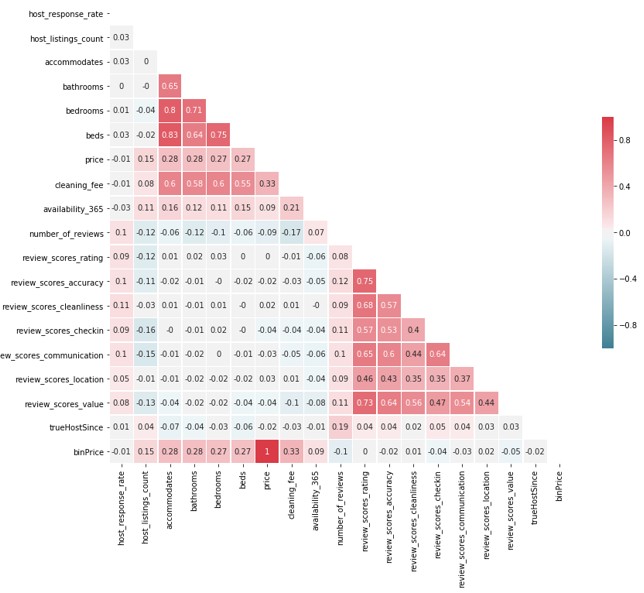 host_response_rate
host_listings_count 0.03
accommodates 0.03 0
bathrooms 0 -0 0.65
bedrooms 0.01 -0.04 0.8 0.71
beds 0.03 -0.02 0.83 0.64 0.75
price -0.01 0.15 0.28 0.28 0.27 0.27
cleaning_fee -0.01 0.08 0.6 0.58 0.6 0.55 0.33
availability_365 -0.03 0.11 0.16 0.12 0.11 0.15 0.09 0.21
number_of_reviews 0.1 -0.12 -0.06 -0.12 -0.1 -0.06 -0.09 -0.17 0.07
review_scores_rating 0.09 -0.12 0.01 0.02 0.03 0 0 -0.01 -0.06 0.08
review_scores_accuracy 0.1 -0.11 -0.02 -0.01 -0 -0.02 -0.02 -0.03 -0.05 0.12 0.75
review_scores_cleanliness 0.11 -0.03 0.01 -0.01 0.01 -0 0.02 0.01 -0 0.09 0.68 0.57
review_scores_checkin 0.09 -0.16 -0 -0.01 0.02 -0 -0.04 -0.04 -0.04 0.11 0.57 0.53 0.4
ew_scores_communication 0.1 -0.15 -0.01 -0.02 0 -0.01 -0.03 -0.05 -0.06 0.1 0.65 0.6 0.44 0.64
review_scores_location 0.05 -0.01 -0.01 -0.02 -0.02 -0.02 0.03 0.01 -0.04 0.09 0.46 0.43 0.35 0.35 0.37
review_scores_value 0.08 -0.13 -0.04 -0.02 -0.02 -0.04 -0.04 -0.1 -0.08 0.11 0.73 0.64 0.56 0.47 0.54 0.44
trueHostSince 0.01 0.04 -0.07 -0.04 -0.03 -0.06 -0.02 -0.03 -0.01 0.19 0.04 0.04 0.02 0.05 0.04 0.03 0.03
binPrice -0.01 0.15 0.28 0.28 0.27 0.27 1 0.33 0.09 -0.1 0 -0.02 0.01 -0.04 -0.03 0.02 -0.05 -0.02
host_response_rate
host_listings_count
accommodates
bathrooms
bedrooms
beds
price
cleaning_fee
availability_365
number_of_reviews
review_scores_rating
review_scores_accuracy
review_scores_cleanliness
review_scores_checkin
review_scores_communication
review_scores_location
review_scores_value
trueHostSince
binPrice
0.8
0.4
0.0
−0.4
−0.8